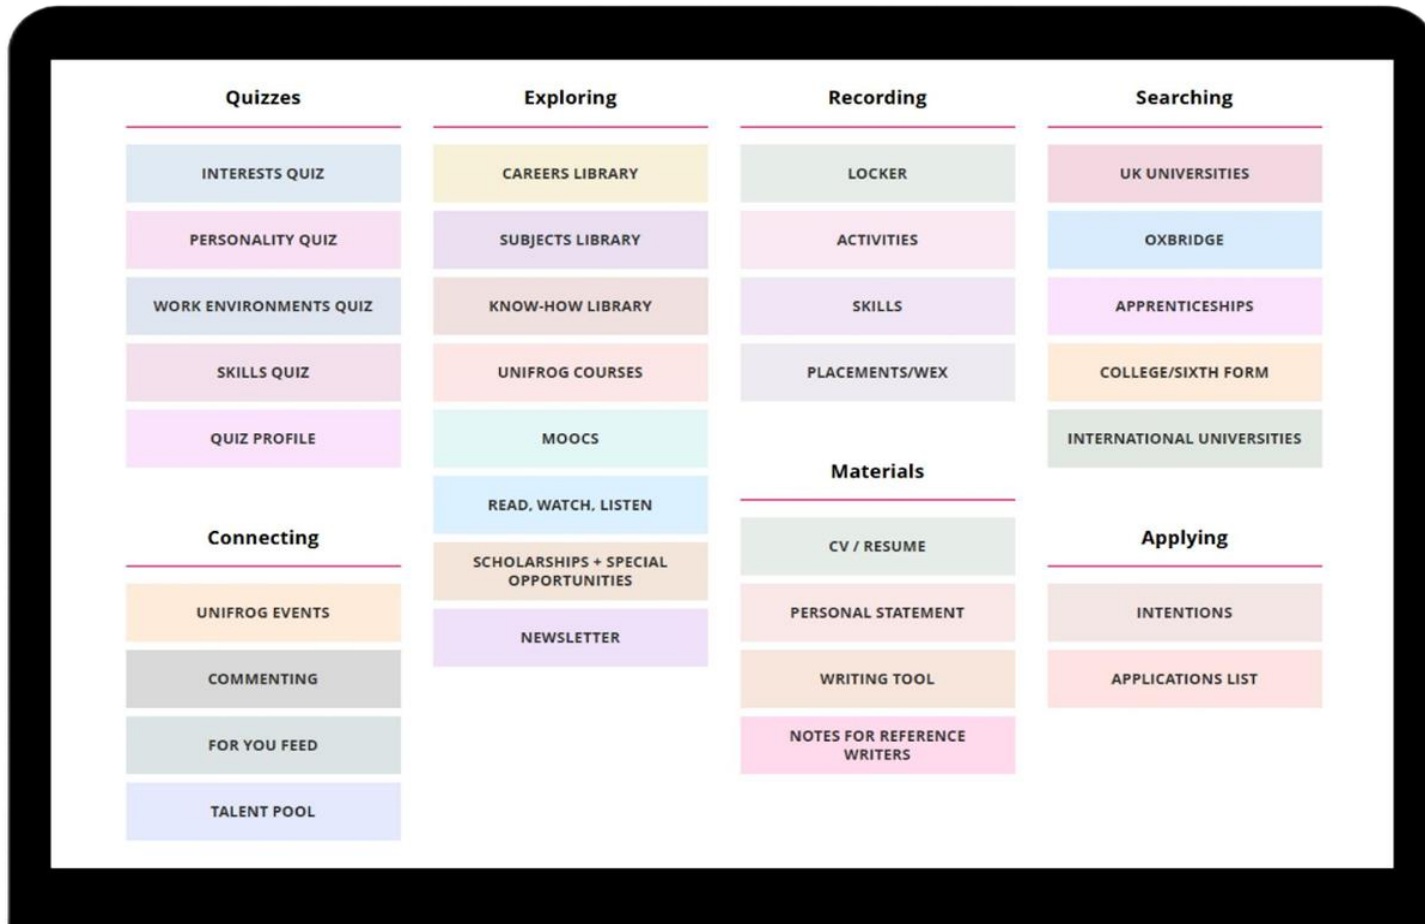 Quizzes
INTERESTS QUIZ
PERSONALITY QUIZ
WORK ENVIRONMENTS QUIZ
SKILLS QUIZ
QUIZ PROFILE
Connecting
UNIFROG EVENTS
COMMENTING
FOR YOU FEED
TALENT POOL
Exploring
CAREERS LIBRARY
SUBJECTS LIBRARY
KNOW-HOW LIBRARY
UNIFROG COURSES
MOOCS
READ, WATCH, LISTEN
SCHOLARSHIPS + SPECIAL
OPPORTUNITIES
NEWSLETTER
Recording
LOCKER
ACTIVITIES
SKILLS
PLACEMENTS/WEX
Materials
CV / RESUME
PERSONAL STATEMENT
WRITING TOOL
NOTES FOR REFERENCE
WRITERS
Searching
UK UNIVERSITIES
OXBRIDGE
APPRENTICESHIPS
COLLEGE/SIXTH FORM
INTERNATIONAL UNIVERSITIES
Applying
INTENTIONS
APPLICATIONS LIST